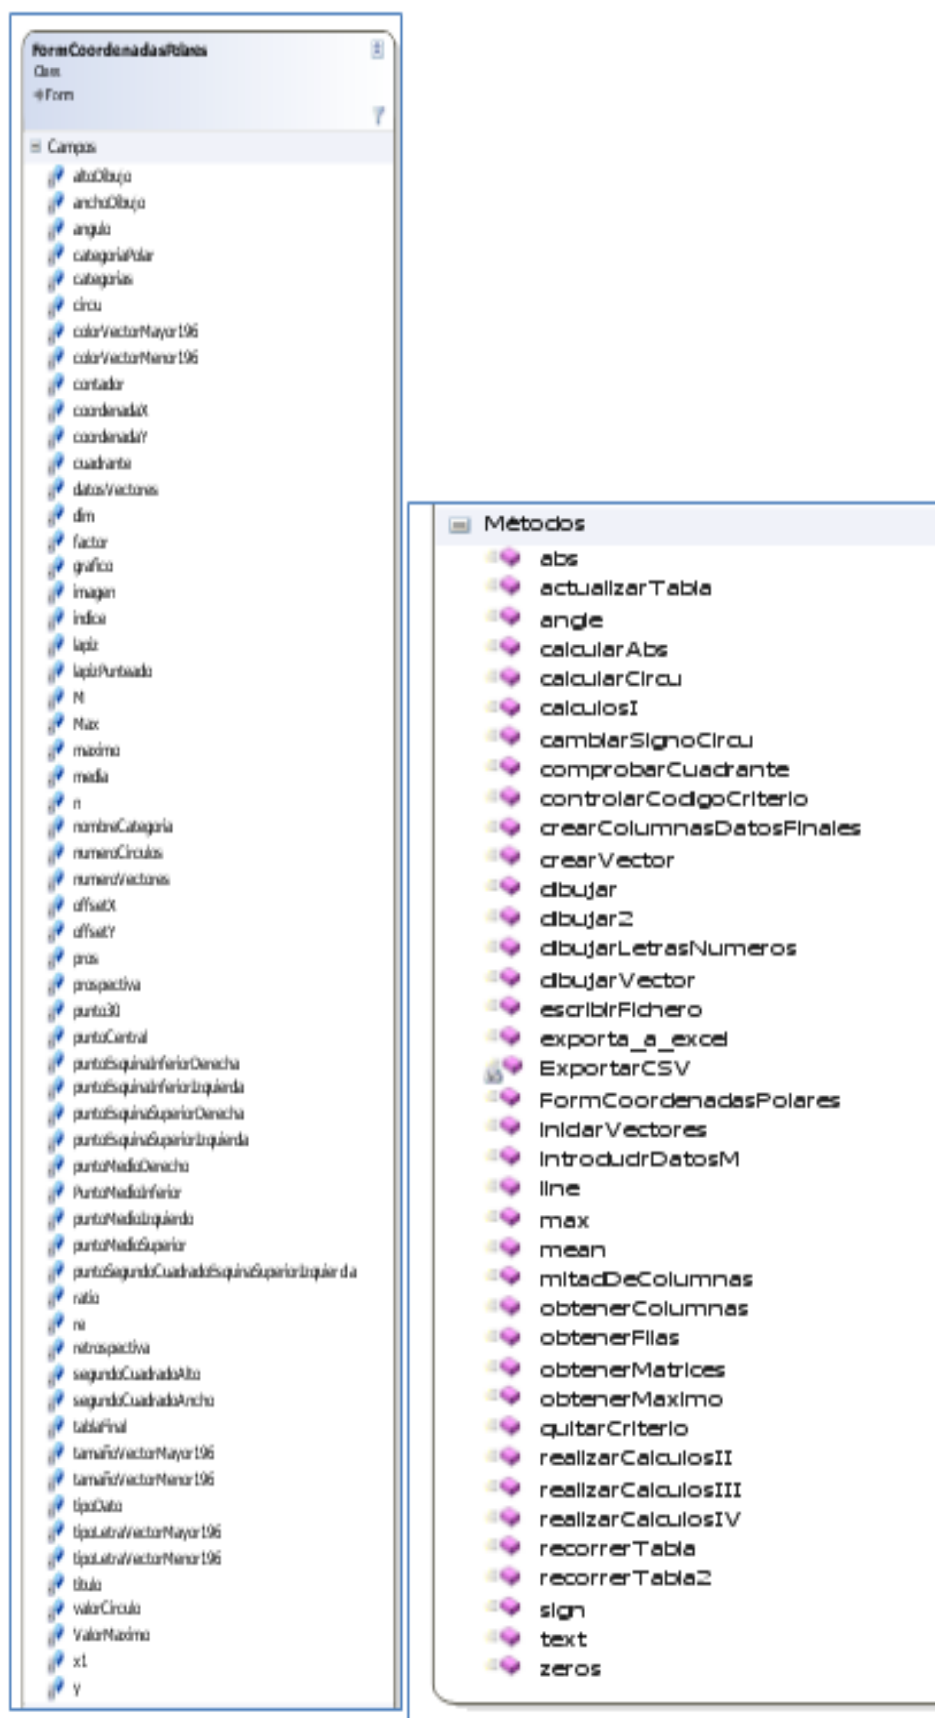 FormCoordenadasPolares
Class
Form
Campos
altoDibujo
anchoDibujo
angulo
categoriaPolar
categorias
circu
colorVectorMayor196
colorVectorMenor196
contador
coordenadaX
coordenadaY
cuadrante
datosVectores
dim
factor
grafico
imagen
indice
lapiz
lapizPunteado
M
Max
maximo
media
n
nombreCategoria
numeroCirculos
numeroVectores
offsetX
offsetY
pros
prospectiva
punto30
puntoCentral
puntoEsquinaInferiorDerecha
puntoEsquinaInferiorIzquierda
puntoEsquinaSuperiorDerecha
puntoEsquinaSuperiorIzquierda
puntoMedioDerecho
PuntoMedioInferior
puntoMedioIzquierdo
puntoMedioSuperior
puntoSegundoCuadradoEsquinaSuperiorIzquierda
ratio
re
retrospectiva
segundoCuadradoAlto
segundoCuadradoAncho
tablaFinal
tamañoVectorMayor196
tamañoVectorMenor196
tipoDato
tipoLetraVectorMayor196
tipoLetraVectorMenor196
titulo
valorCirculo
ValorMaximo
x1
y
Métodos
abs
actualizarTabla
angle
calcularAbs
calcularCircu
calculosI
cambiarSignoCircu
comprobarCuadrante
controlarCodigoCriterio
crearColumnasDatosFinales
crearVector
dibujar
dibujar2
dibujarLetrasNumeros
dibujarVector
escribirFichero
exporta_a_excel
ExportarCSV
FormCoordenadasPolares
iniciarVectores
introducirDatosM
line
max
mean
mitadDeColumnas
obtenerColumnas
obtenerFilas
obtenerMatrices
obtenerMaximo
quitarCriterio
realizarCalculosII
realizarCalculosIII
realizarCalculosIV
recorrerTabla
recorrerTabla2
sign
text
zeros